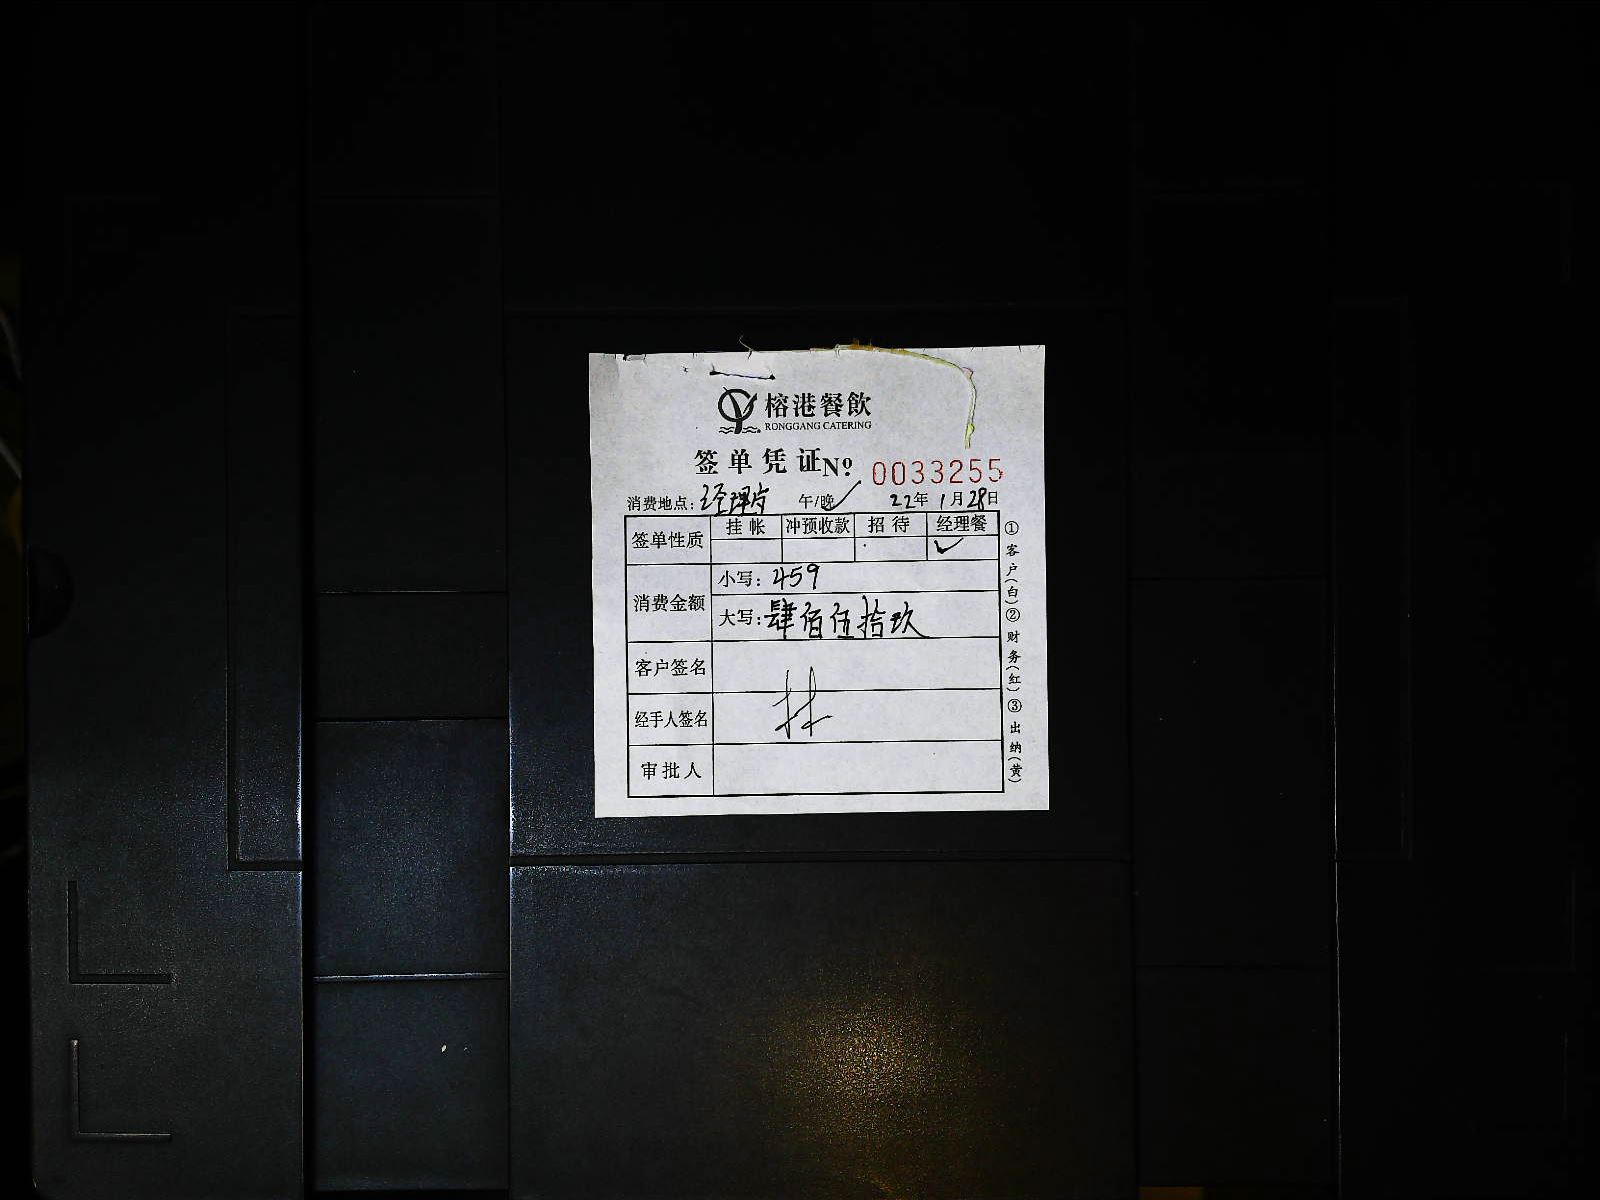 榕港餐飲
RONGGANG CATERING
签单凭证 No. 0033255
消费地点: 经理房 午/晚✓ 22年1月28日
签单性质 挂帐 冲预收款 招待 经理餐
✓
消费金额 小写: 459
大写: 肆佰伍拾玖
客户签名
经手人签名
审批人
①客户(白)②财务(红)③出纳(黄)